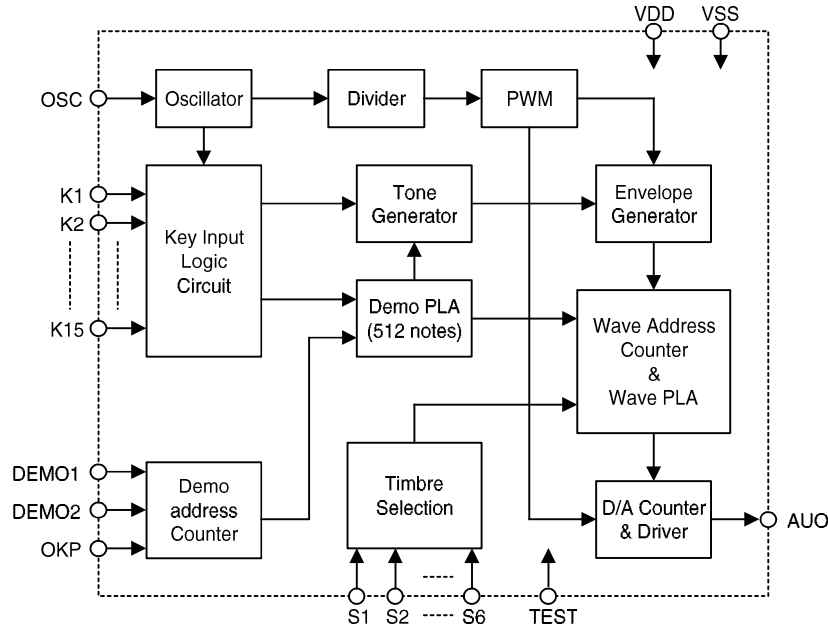 VDD
VSS
OSC
Oscillator
Divider
PWM
K1
K2
K15
Key Input
Logic
Circuit
Tone
Generator
Envelope
Generator
Demo PLA
(512 notes)
Wave Address
Counter
&
Wave PLA
DEMO1
DEMO2
OKP
Demo
address
Counter
Timbre
Selection
D/A Counter
& Driver
AUO
S1
S2
S6
TEST